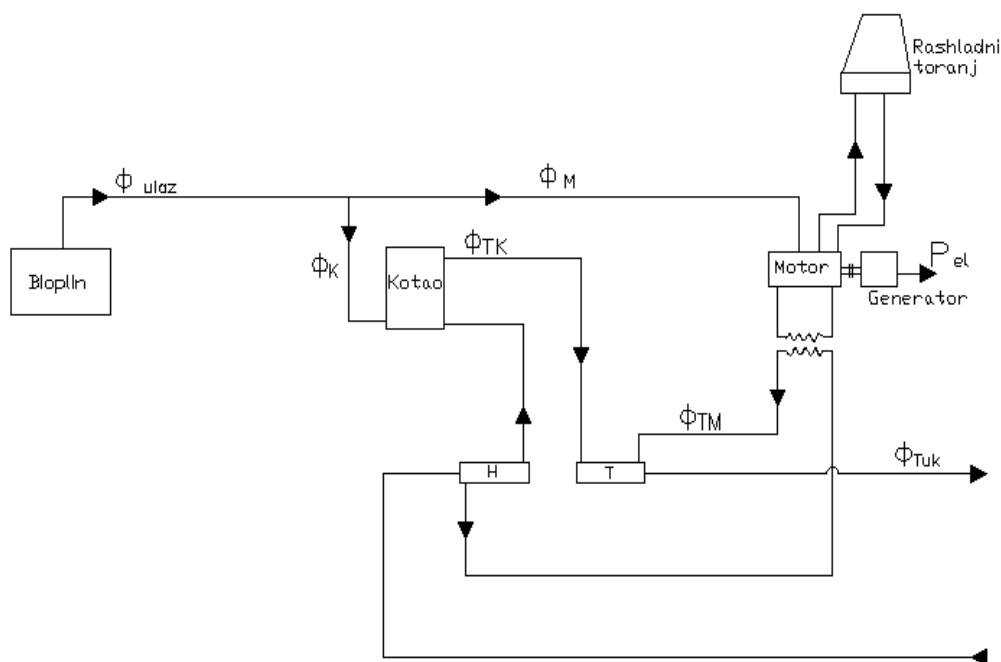 Rashladni
toranj
Φ ulaz
Φ M
Φ TK
Φ K
Bioplin
Kotao
Motor
P el
Generator
Φ TM
Φ Tuk
H
T